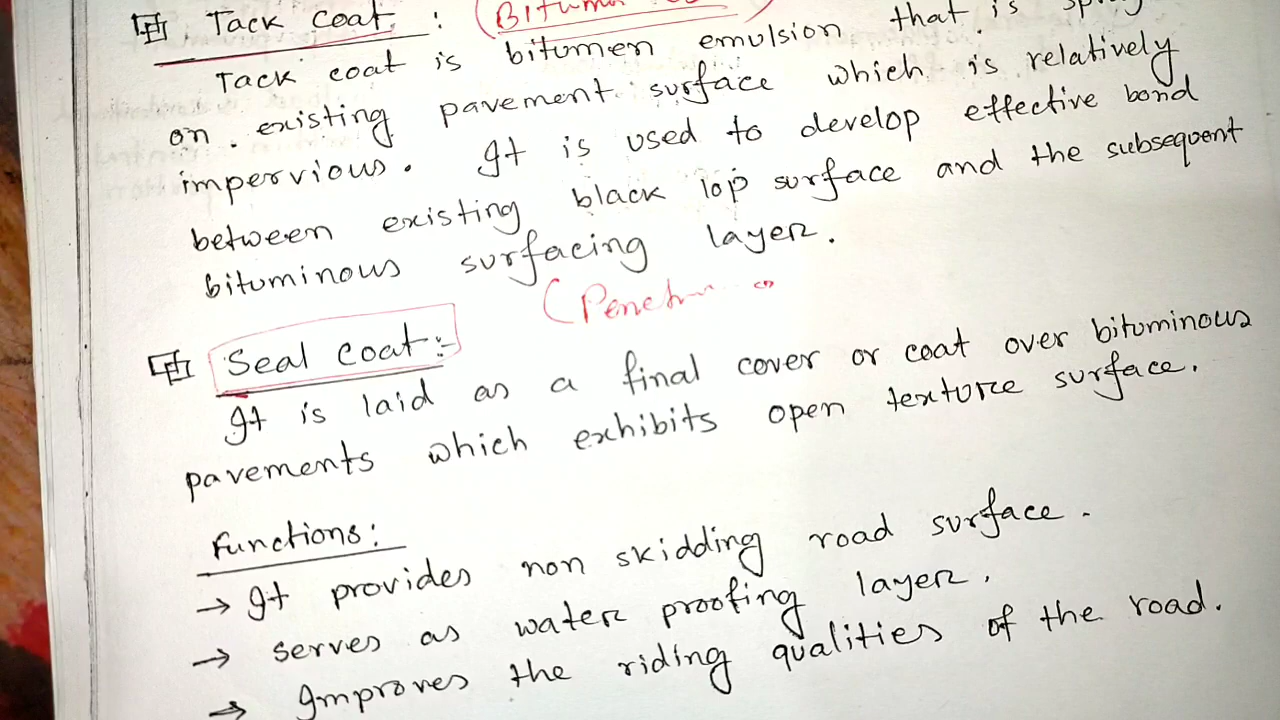 Tack coat :
Tack coat is bitumen emulsion that is
on existing pavement surface which is relatively
impervious. It is used to develop effective bond
between existing black top surface and the subsequent
bituminous surfacing layer.
Seal coat :-
It is laid as a final cover or coat over bituminous
pavements which exhibits open texture surface.
Functions :
→ It provides non skidding road surface.
→ serves as water proofing layer.
→ Improves the riding qualities of the road.